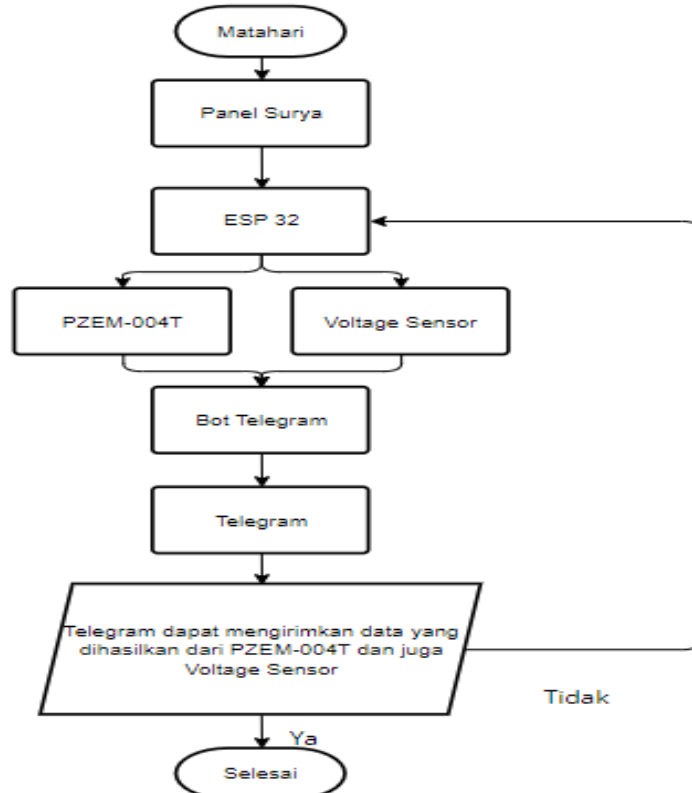 Matahari
Panel Surya
ESP 32
PZEM-004T
Voltage Sensor
Bot Telegram
Telegram
Telegram dapat mengirimkan data yang
dihasilkan dari PZEM-004T dan juga
Voltage Sensor
Tidak
Ya
Selesai